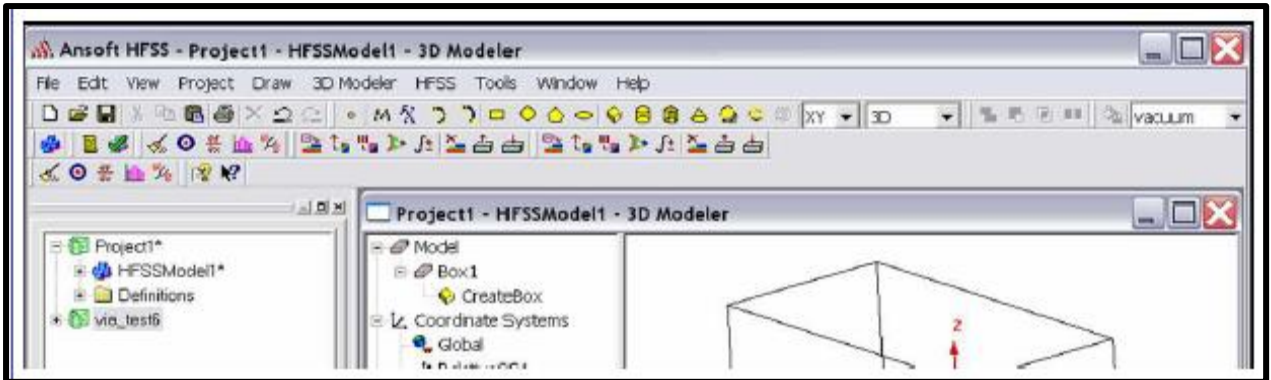 Ansoft HFSS - Project1 - HFSSModel1 - 3D Modeler
File Edit View Project Draw 3D Modeler HFSS Tools Window Help
XY 3D vacuum
Project1 - HFSSModel1 - 3D Modeler
Project1*
HFSSModel1*
Definitions
via_test6
Model
Box1
CreateBox
Coordinate Systems
Global
z